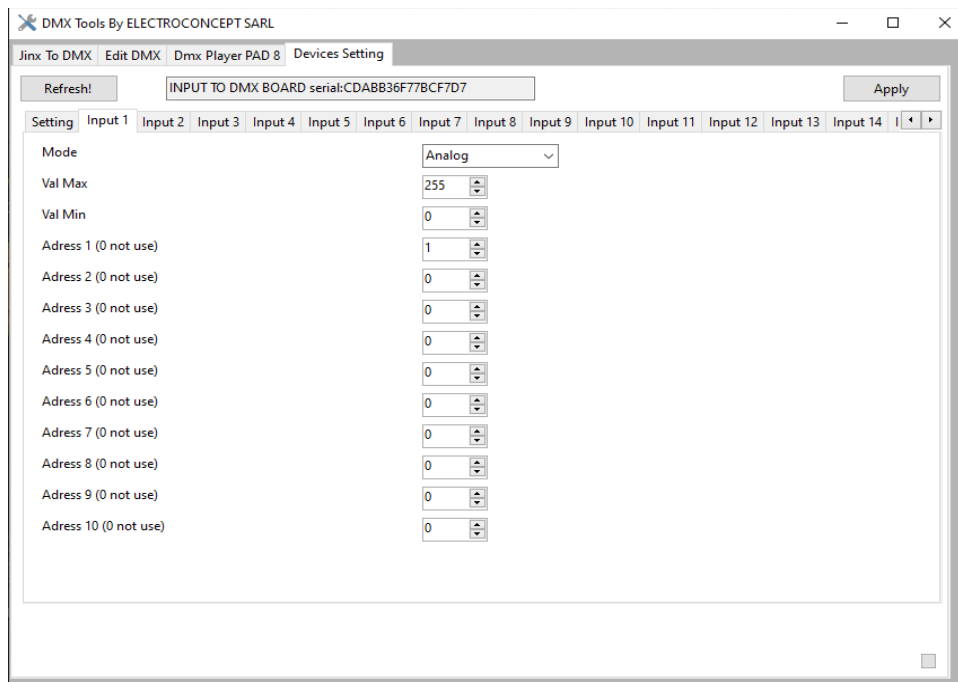 DMX Tools By ELECTROCONCEPT SARL
Jinx To DMX Edit DMX Dmx Player PAD 8 Devices Setting
Refresh! INPUT TO DMX BOARD serial:CDABB36F77BCF7D7 Apply
Setting Input 1 Input 2 Input 3 Input 4 Input 5 Input 6 Input 7 Input 8 Input 9 Input 10 Input 11 Input 12 Input 13 Input 14
Mode Analog
Val Max 255
Val Min 0
Adress 1 (0 not use) 1
Adress 2 (0 not use) 0
Adress 3 (0 not use) 0
Adress 4 (0 not use) 0
Adress 5 (0 not use) 0
Adress 6 (0 not use) 0
Adress 7 (0 not use) 0
Adress 8 (0 not use) 0
Adress 9 (0 not use) 0
Adress 10 (0 not use) 0